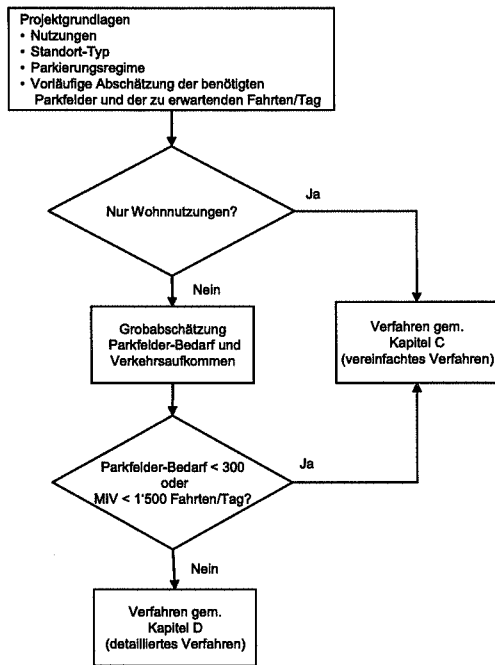 Projektgrundlagen
• Nutzungen
• Standort-Typ
• Parkierungsregime
• Vorläufige Abschätzung der benötigten
Parkfelder und der zu erwartenden Fahrten/Tag
Nur Wohnnutzungen?
Ja
Nein
Grobabschätzung
Parkfelder-Bedarf und
Verkehrsaufkommen
Verfahren gem.
Kapitel C
(vereinfachtes Verfahren)
Parkfelder-Bedarf < 300
oder
MIV < 1'500 Fahrten/Tag?
Ja
Nein
Verfahren gem.
Kapitel D
(detailliertes Verfahren)